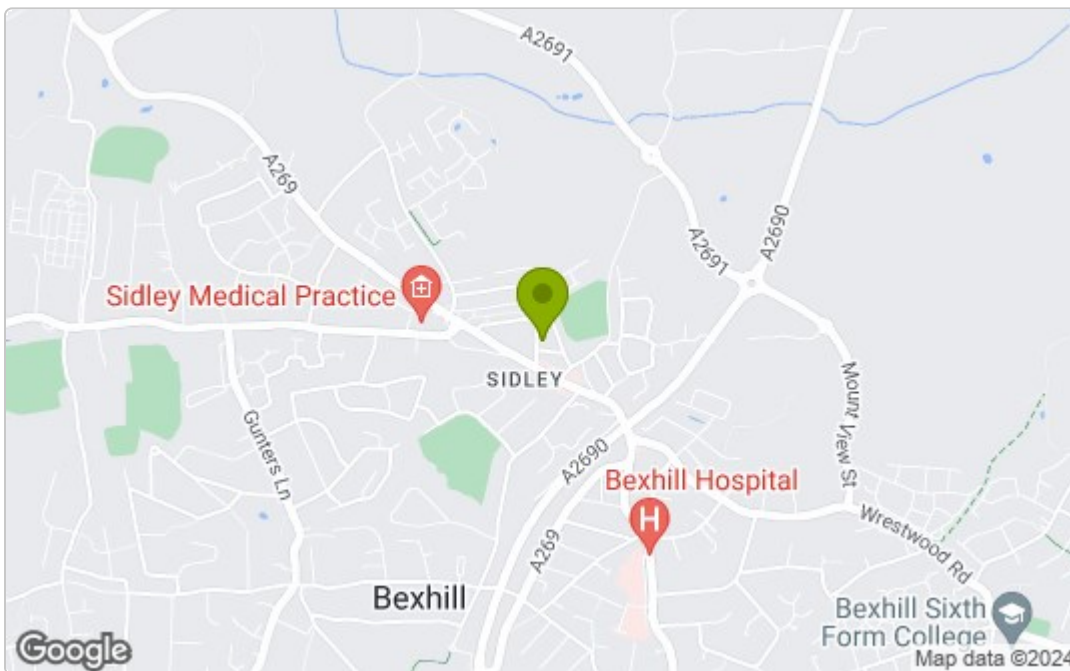 A2691
A269
A2690
A2691
Sidley Medical Practice
SIDLEY
Mount View St
Gunters Ln
A2690
Bexhill Hospital
H
A269
Wrestwood Rd
Bexhill
Bexhill Sixth
Form College
Google
Map data ©2024